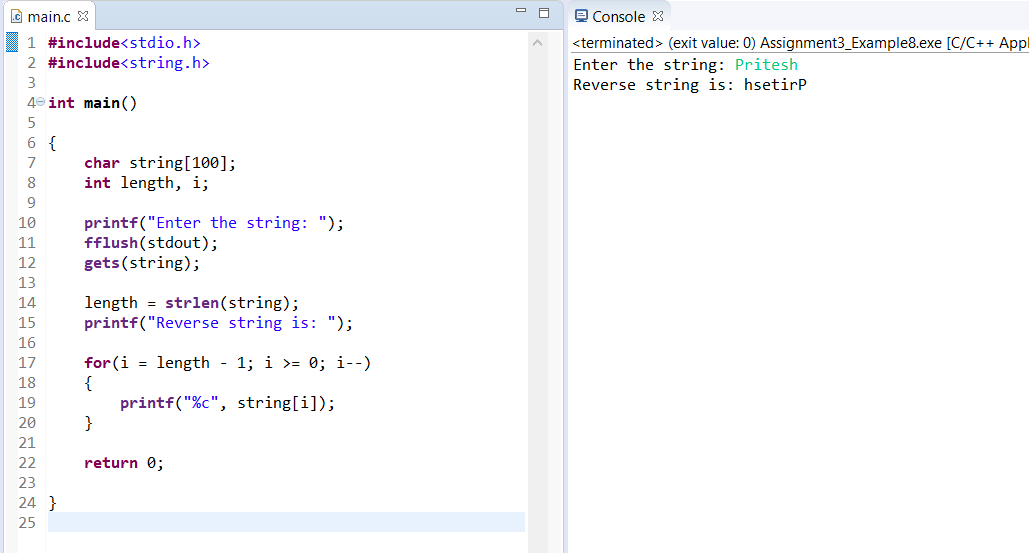 main.c
1 #include<stdio.h>
2 #include<string.h>
3
4 int main()
5
6 {
7     char string[100];
8     int length, i;
9
10     printf("Enter the string: ");
11     fflush(stdout);
12     gets(string);
13
14     length = strlen(string);
15     printf("Reverse string is: ");
16
17     for(i = length - 1; i >= 0; i--)
18     {
19         printf("%c", string[i]);
20     }
21
22     return 0;
23
24 }
25
Console
<terminated> (exit value: 0) Assignment3_Example8.exe [C/C++ Appl
Enter the string: Pritesh
Reverse string is: hsetirP